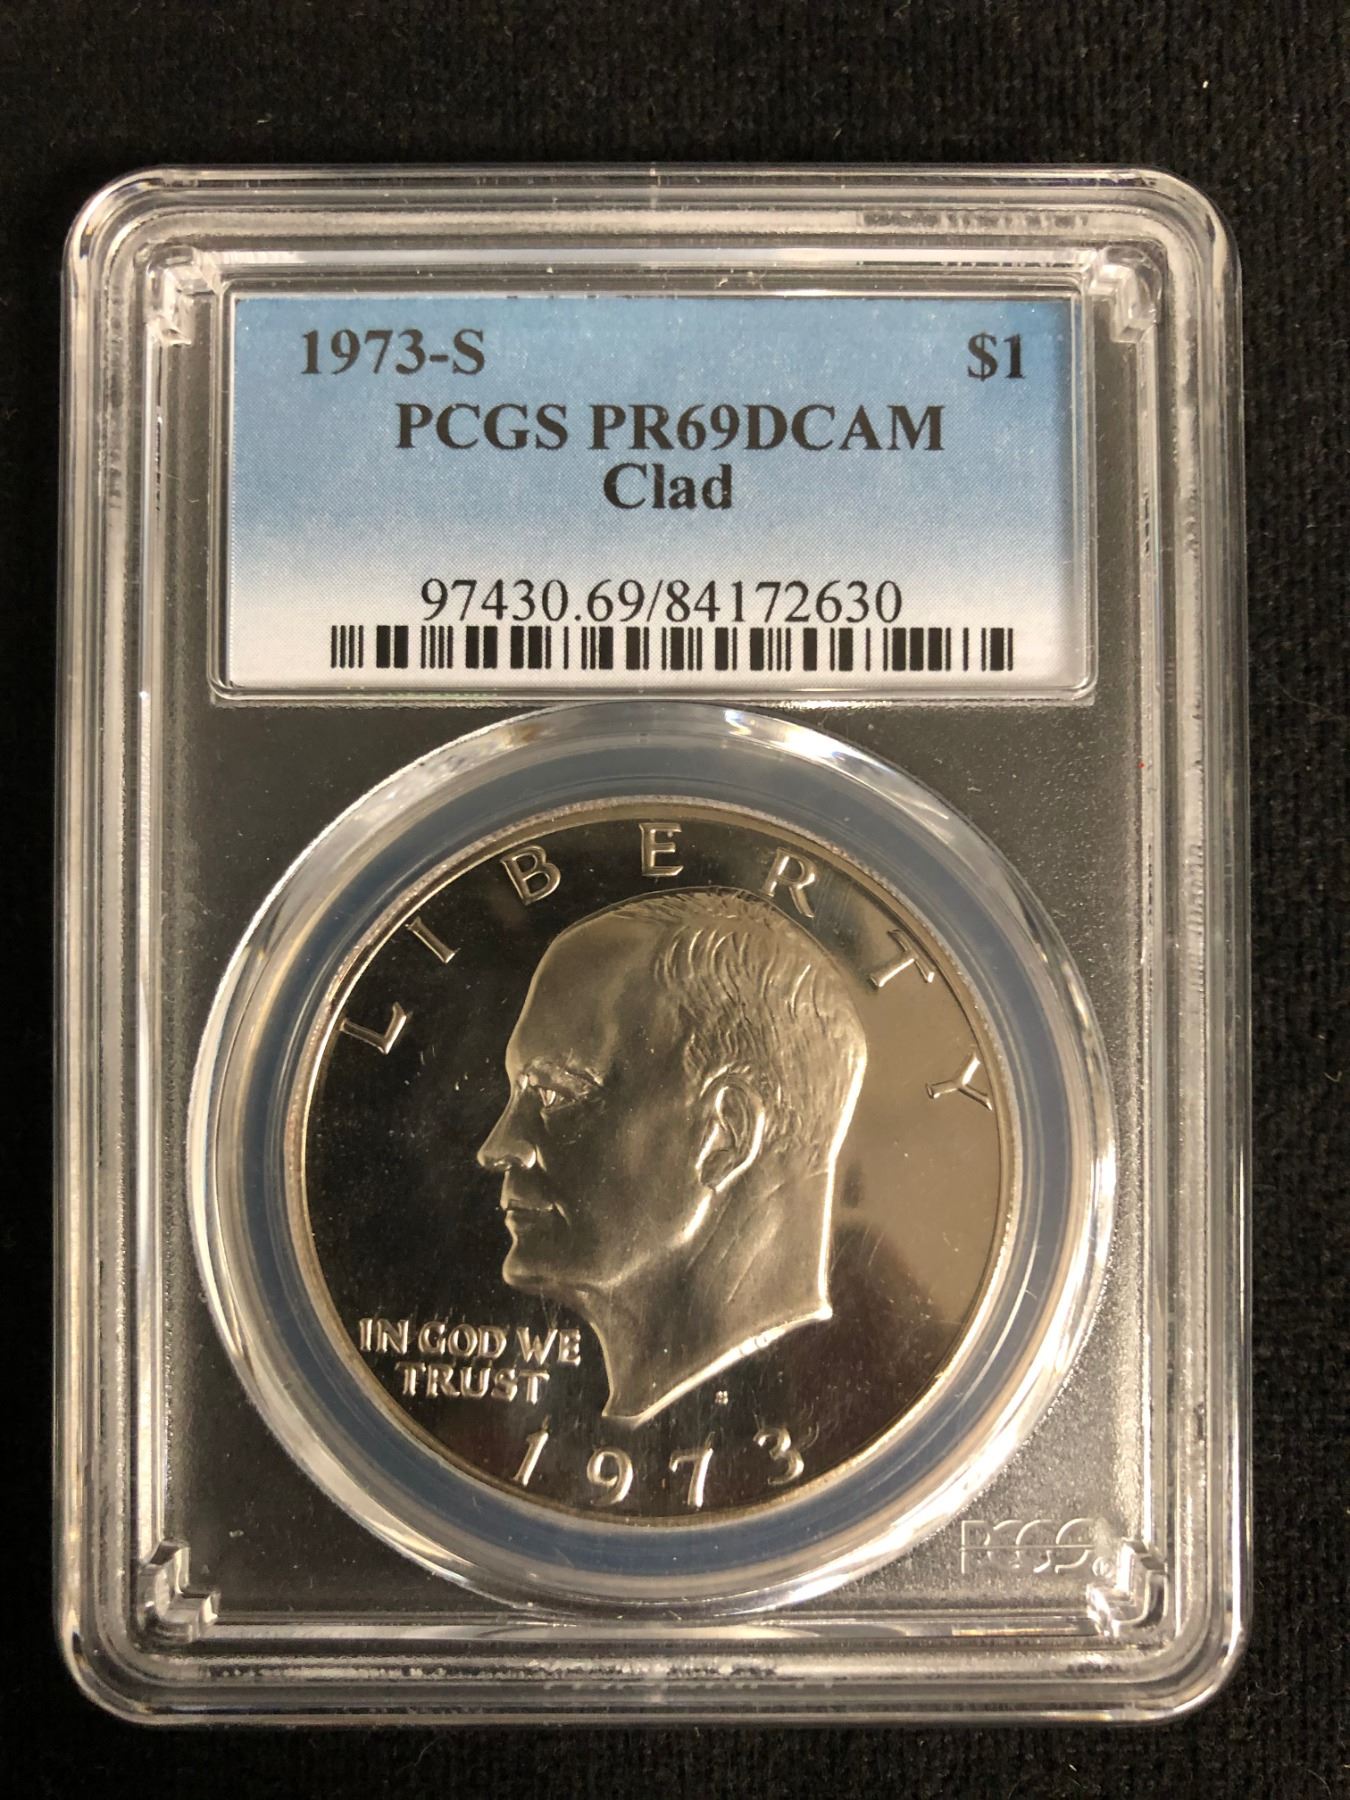 1973-S $1
PCGS PR69DCAM
Clad
97430.69/84172630
LIBERTY
IN GOD WE
TRUST
S
1973
PCGS